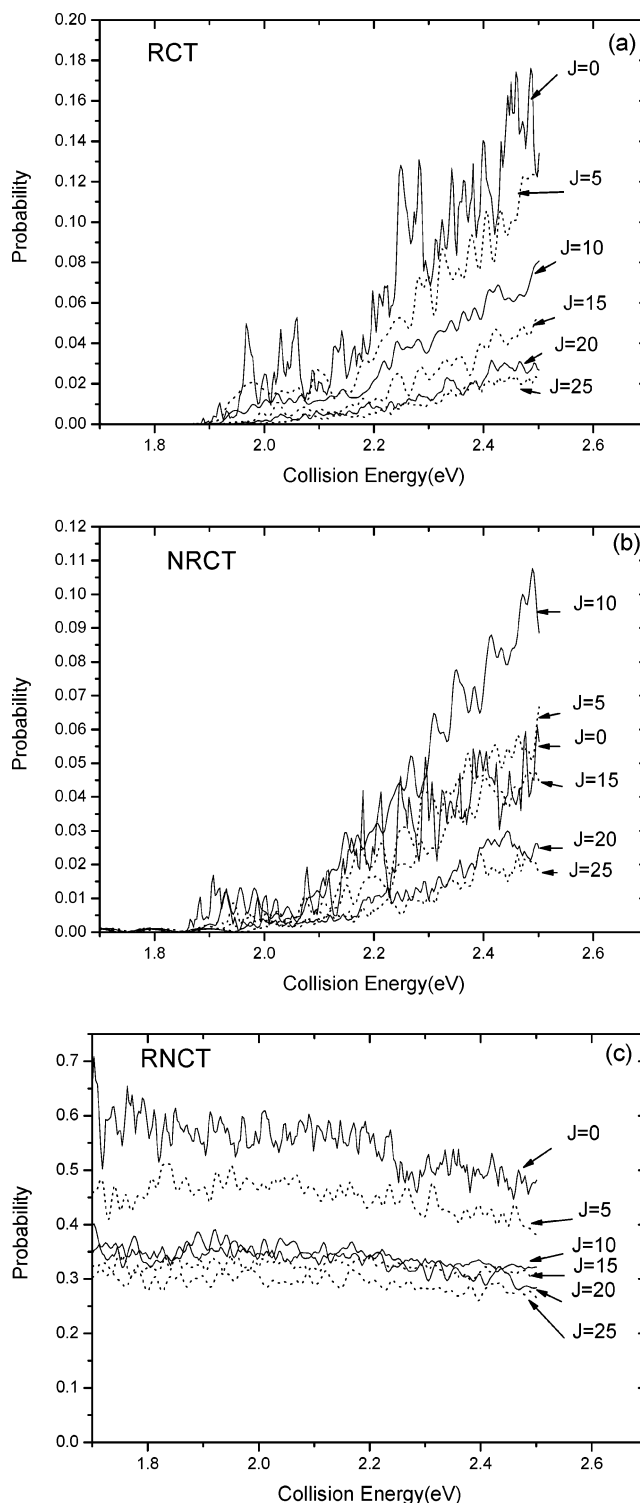 (a)
RCT
J=0
J=5
J=10
J=15
J=20
J=25
0.20
0.18
0.16
0.14
0.12
0.10
0.08
0.06
0.04
0.02
0.00
Probability
1.8 2.0 2.2 2.4 2.6
Collision Energy(eV)
(b)
NRCT
J=10
J=5
J=0
J=15
J=20
J=25
0.12
0.11
0.10
0.09
0.08
0.07
0.06
0.05
0.04
0.03
0.02
0.01
0.00
Probability
1.8 2.0 2.2 2.4 2.6
Collision Energy(eV)
(c)
RNCT
J=0
J=5
J=10
J=15
J=20
J=25
0.7
0.6
0.5
0.4
0.3
0.2
0.1
0.0
Probability
1.8 2.0 2.2 2.4 2.6
Collision Energy(eV)